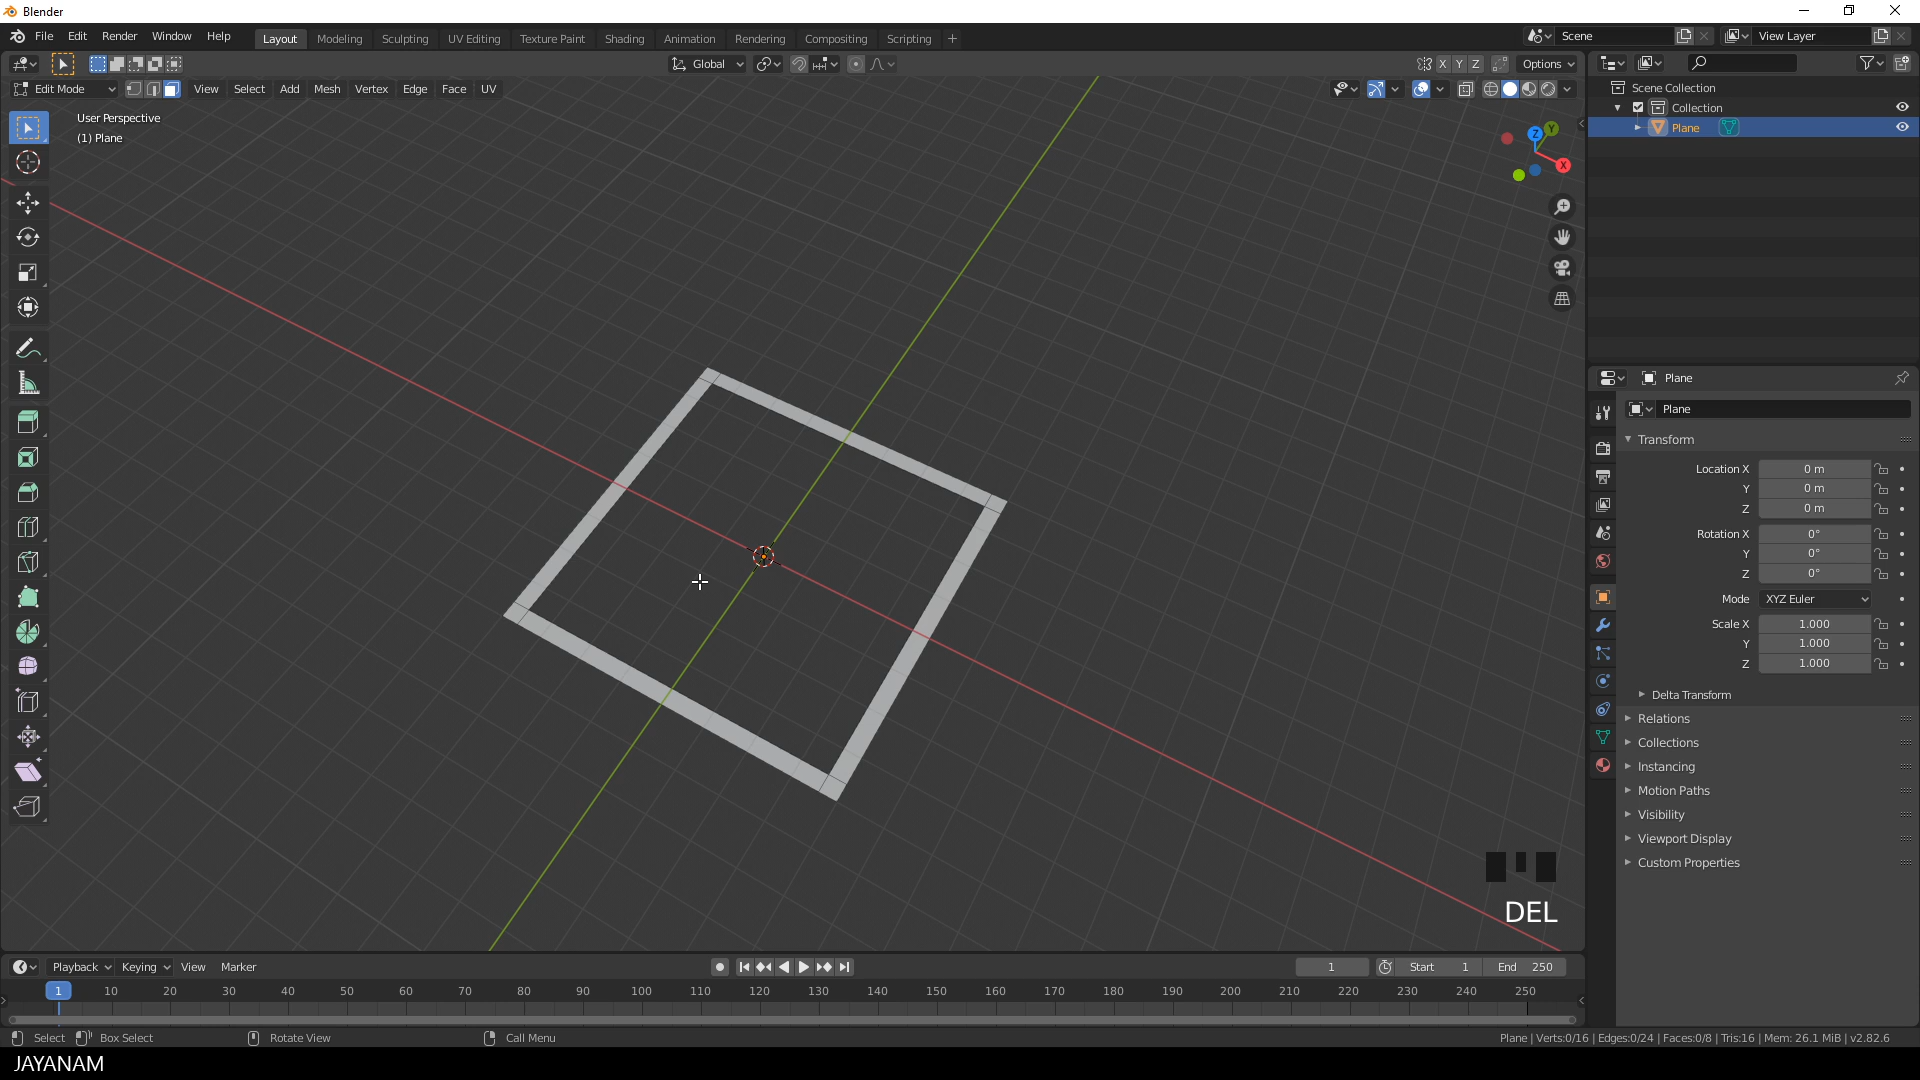 Blender
File Edit Render Window Help Layout Modeling Sculpting UV Editing Texture Paint Shading Animation Rendering Compositing Scripting + Scene View Layer
Global X Y Z Options
Edit Mode View Select Add Mesh Vertex Edge Face UV
User Perspective
(1) Plane
Z Y X
Scene Collection
Collection
Plane
Plane
Plane
Transform
Location X 0 m
Y 0 m
Z 0 m
Rotation X 0°
Y 0°
Z 0°
Mode XYZ Euler
Scale X 1.000
Y 1.000
Z 1.000
Delta Transform
Relations
Collections
Instancing
Motion Paths
Visibility
Viewport Display
Custom Properties
DEL
Playback Keying View Marker 1 Start 1 End 250
1 10 20 30 40 50 60 70 80 90 100 110 120 130 140 150 160 170 180 190 200 210 220 230 240 250
Select Box Select Rotate View Call Menu Plane | Verts:0/16 | Edges:0/24 | Faces:0/8 | Tris:16 | Mem: 26.1 MiB | v2.82.6
JAYANAM